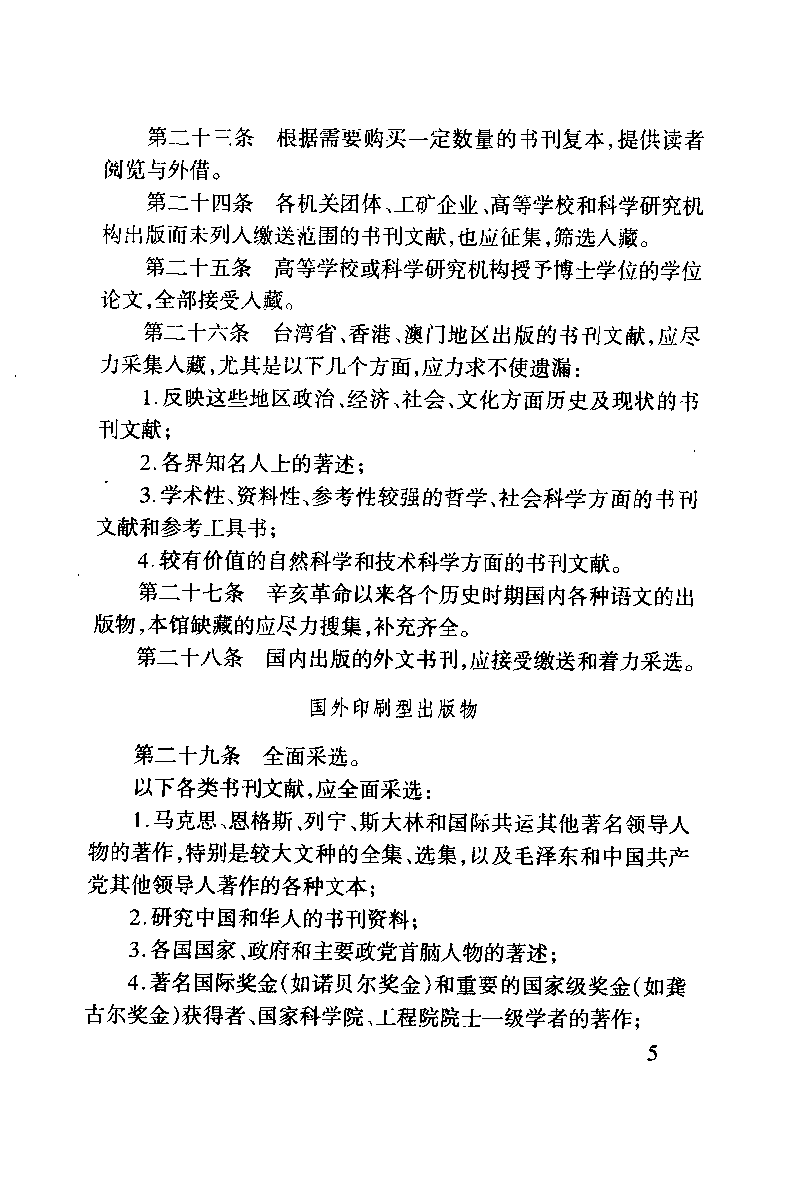 第二十三条　根据需要购买一定数量的书刊复本,提供读者
阅览与外借。
第二十四条　各机关团体、工矿企业、高等学校和科学研究机
构出版而未列入缴送范围的书刊文献,也应征集,筛选入藏。
第二十五条　高等学校或科学研究机构授予博士学位的学位
论文,全部接受入藏。
第二十六条　台湾省、香港、澳门地区出版的书刊文献,应尽
力采集入藏,尤其是以下几个方面,应力求不使遗漏:
1.反映这些地区政治、经济、社会、文化方面历史及现状的书
刊文献;
2.各界知名人士的著述;
3.学术性、资料性、参考性较强的哲学、社会科学方面的书刊
文献和参考工具书;
4.较有价值的自然科学和技术科学方面的书刊文献。
第二十七条　辛亥革命以来各个历史时期国内各种语文的出
版物,本馆缺藏的应尽力搜集,补充齐全。
第二十八条　国内出版的外文书刊,应接受缴送和着力采选。
国外印刷型出版物
第二十九条　全面采选。
以下各类书刊文献,应全面采选:
1.马克思、恩格斯、列宁、斯大林和国际共运其他著名领导人
物的著作,特别是较大文种的全集、选集,以及毛泽东和中国共产
党其他领导人著作的各种文本;
2.研究中国和华人的书刊资料;
3.各国国家、政府和主要政党首脑人物的著述;
4.著名国际奖金(如诺贝尔奖金)和重要的国家级奖金(如龚
古尔奖金)获得者、国家科学院、工程院院士一级学者的著作;
5